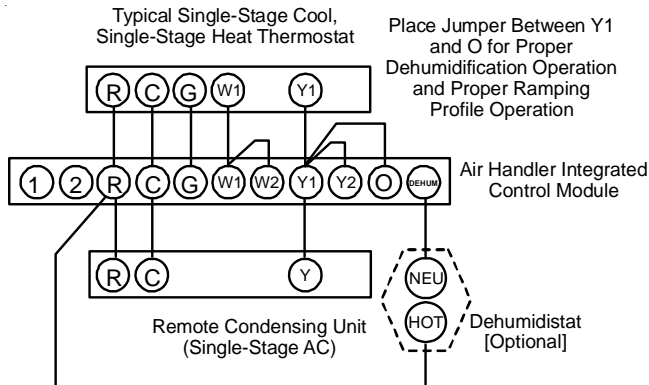 Typical Single-Stage Cool,
Single-Stage Heat Thermostat
Place Jumper Between Y1
and O for Proper
Dehumidification Operation
and Proper Ramping
Profile Operation
R C G W1 Y1
1 2 R C G W1 W2 Y1 Y2 O DEHUM
Air Handler Integrated
Control Module
R C Y
NEU
HOT
Remote Condensing Unit
(Single-Stage AC)
Dehumidistat
[Optional]